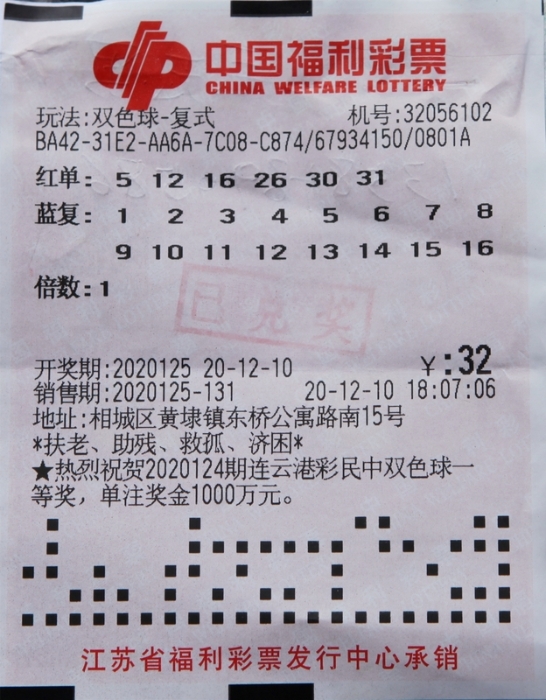 中国福利彩票
CHINA WELFARE LOTTERY
玩法:双色球-复式 机号:32056102
BA42-31E2-AA6A-7C08-C874/67934150/0801A
红单: 5 12 16 26 30 31
蓝复: 1 2 3 4 5 6 7 8
9 10 11 12 13 14 15 16
倍数:1
已兑奖
开奖期:2020125 20-12-10 ¥:32
销售期:2020125-131 20-12-10 18:07:06
地址:相城区黄埭镇东桥公寓路南15号
*扶老、助残、救孤、济困*
★热烈祝贺2020124期连云港彩民中双色球一
等奖，单注奖金1000万元。
江苏省福利彩票发行中心承销